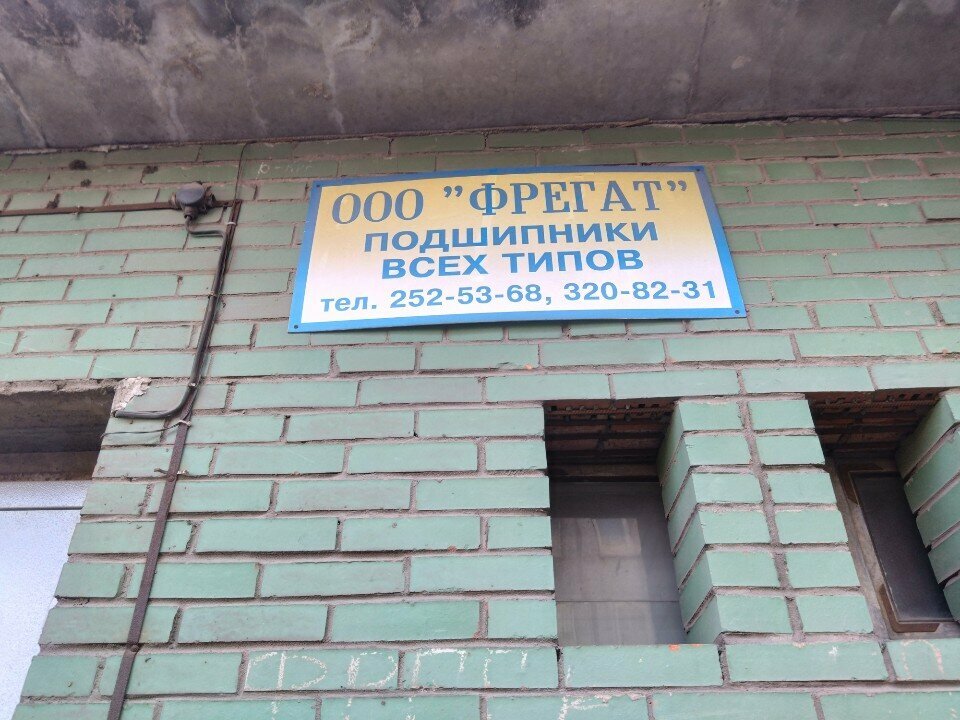 ООО "ФРЕГАТ"
ПОДШИПНИКИ
ВСЕХ ТИПОВ
тел. 252-53-68, 320-82-31